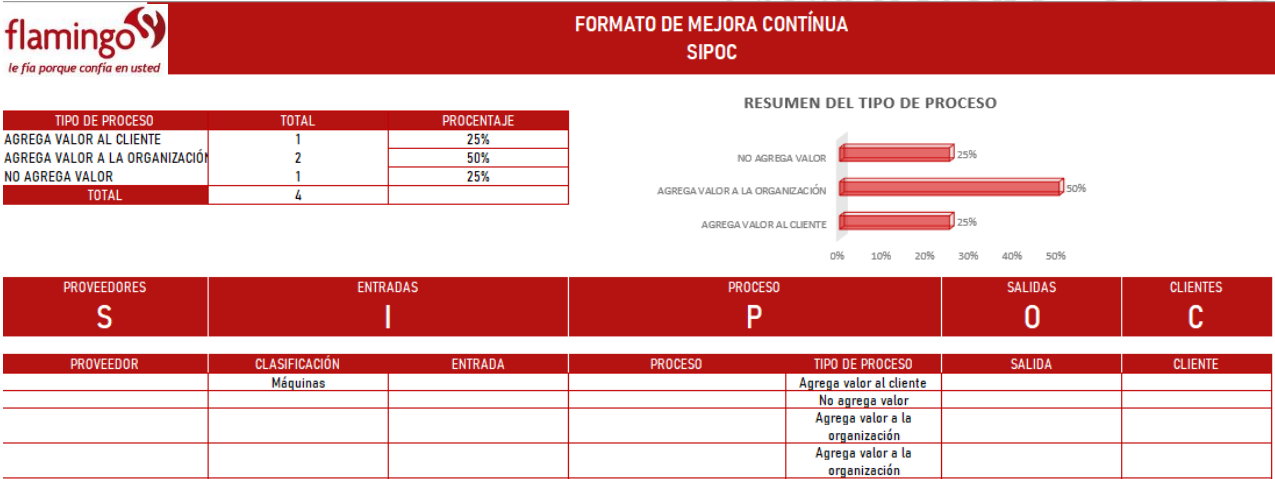 flamingo
le fía porque confía en usted
FORMATO DE MEJORA CONTÍNUA
SIPOC
TIPO DE PROCESO TOTAL PORCENTAJE
AGREGA VALOR AL CLIENTE 1 25%
AGREGA VALOR A LA ORGANIZACIÓN 2 50%
NO AGREGA VALOR 1 25%
TOTAL 4
RESUMEN DEL TIPO DE PROCESO
NO AGREGA VALOR 25%
AGREGA VALOR A LA ORGANIZACIÓN 50%
AGREGA VALOR AL CLIENTE 25%
0% 10% 20% 30% 40% 50%
PROVEEDORES ENTRADAS PROCESO SALIDAS CLIENTES
S I P O C
PROVEEDOR CLASIFICACIÓN ENTRADA PROCESO TIPO DE PROCESO SALIDA CLIENTE
Máquinas Agrega valor al cliente
No agrega valor
Agrega valor a la
organización
Agrega valor a la
organización